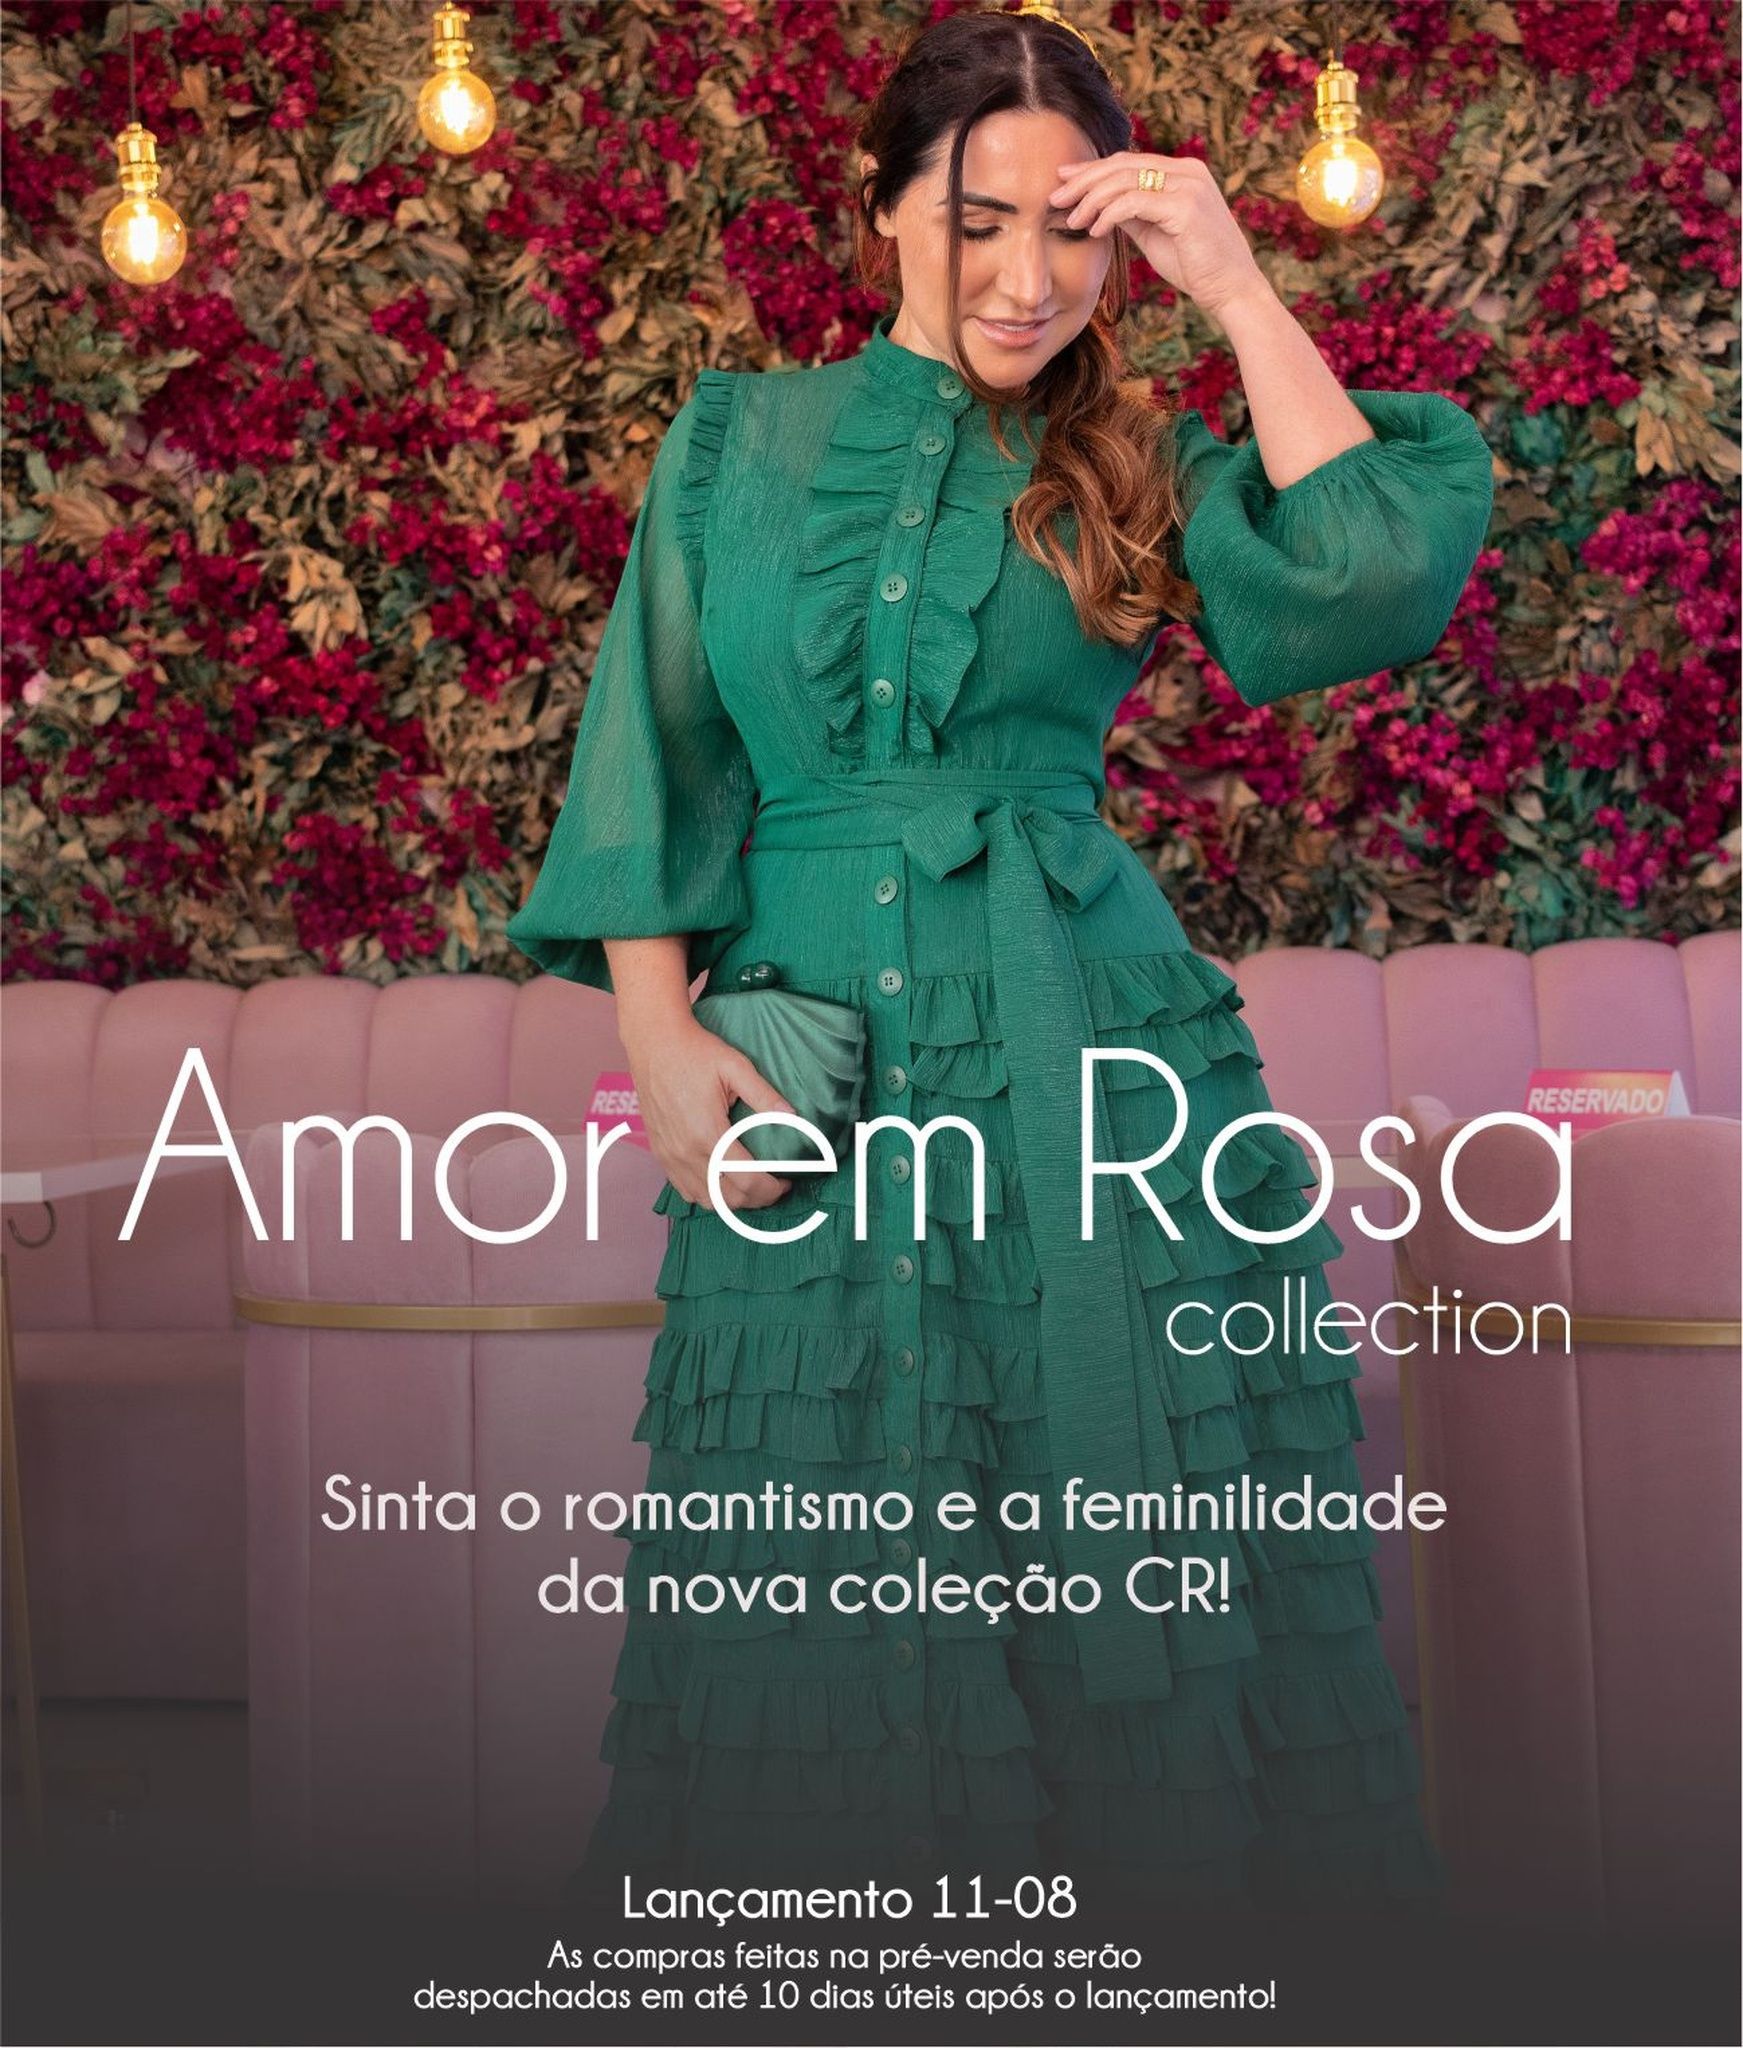 RESE
RESERVADO
Amor em Rosa
collection
Sinta o romantismo e a feminilidade
da nova coleção CR!
Lançamento 11-08
As compras feitas na pré-venda serão
despachadas em até 10 dias úteis após o lançamento!